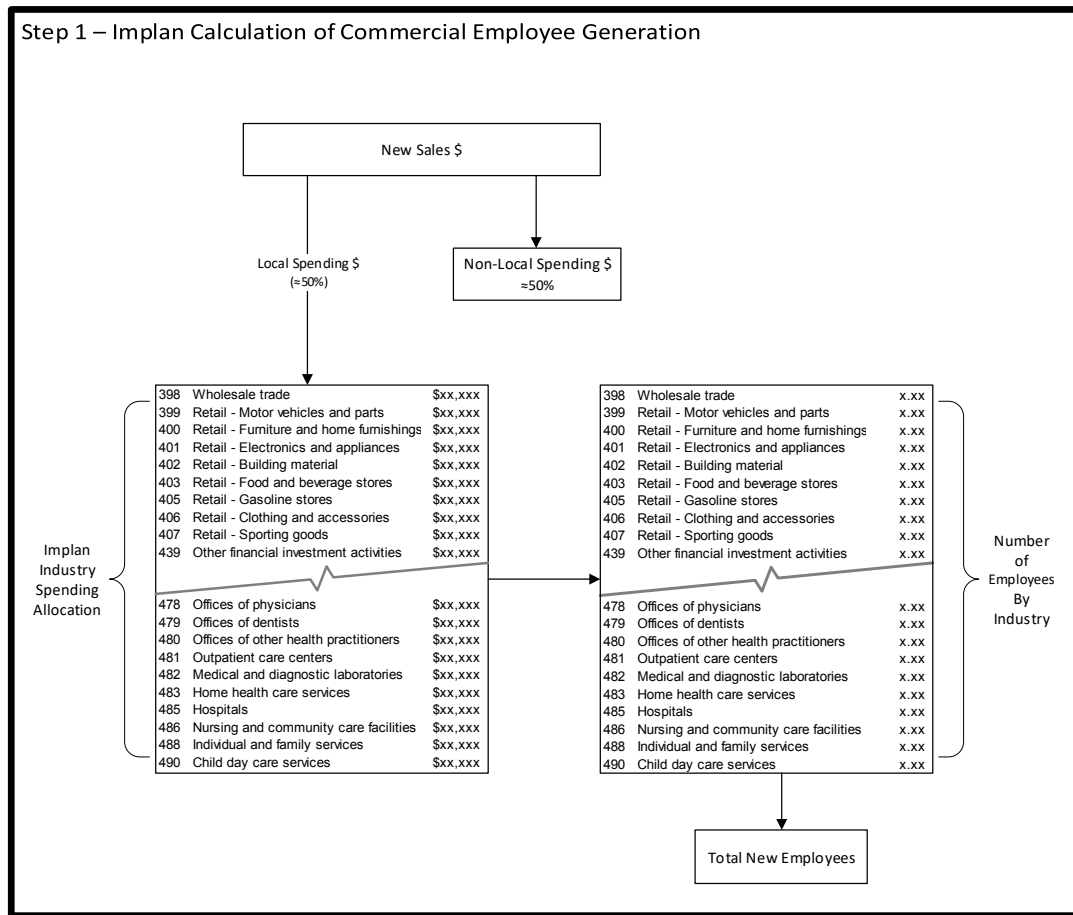 Step 1 – Implan Calculation of Commercial Employee Generation
New Sales $
Local Spending $
(≈50%)
Non-Local Spending $
≈50%
Implan
Industry
Spending
Allocation
398 Wholesale trade $xx,xxx
399 Retail - Motor vehicles and parts $xx,xxx
400 Retail - Furniture and home furnishings $xx,xxx
401 Retail - Electronics and appliances $xx,xxx
402 Retail - Building material $xx,xxx
403 Retail - Food and beverage stores $xx,xxx
405 Retail - Gasoline stores $xx,xxx
406 Retail - Clothing and accessories $xx,xxx
407 Retail - Sporting goods $xx,xxx
439 Other financial investment activities $xx,xxx
478 Offices of physicians $xx,xxx
479 Offices of dentists $xx,xxx
480 Offices of other health practitioners $xx,xxx
481 Outpatient care centers $xx,xxx
482 Medical and diagnostic laboratories $xx,xxx
483 Home health care services $xx,xxx
485 Hospitals $xx,xxx
486 Nursing and community care facilities $xx,xxx
488 Individual and family services $xx,xxx
490 Child day care services $xx,xxx
398 Wholesale trade x.xx
399 Retail - Motor vehicles and parts x.xx
400 Retail - Furniture and home furnishings x.xx
401 Retail - Electronics and appliances x.xx
402 Retail - Building material x.xx
403 Retail - Food and beverage stores x.xx
405 Retail - Gasoline stores x.xx
406 Retail - Clothing and accessories x.xx
407 Retail - Sporting goods x.xx
439 Other financial investment activities x.xx
478 Offices of physicians x.xx
479 Offices of dentists x.xx
480 Offices of other health practitioners x.xx
481 Outpatient care centers x.xx
482 Medical and diagnostic laboratories x.xx
483 Home health care services x.xx
485 Hospitals x.xx
486 Nursing and community care facilities x.xx
488 Individual and family services x.xx
490 Child day care services x.xx
Number
of
Employees
By
Industry
Total New Employees